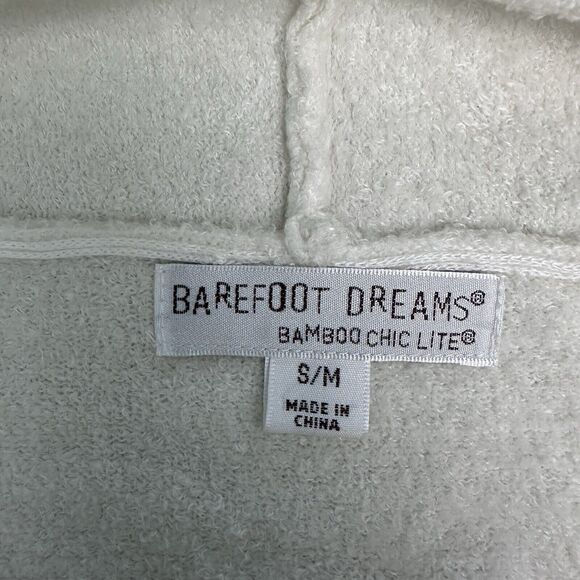 BAREFOOT DREAMS®
BAMBOO CHIC LITE®
S/M
MADE IN
CHINA